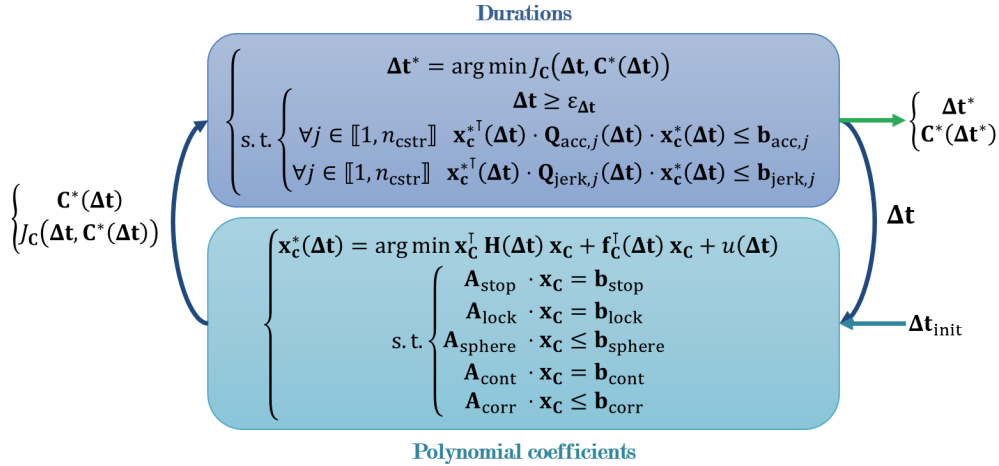 Durations
Δt* = arg min J_C(Δt, C*(Δt))
s. t. Δt ≥ ε_Δt
∀j ∈ ⟦1, n_cstr⟧ x_c*^⊺(Δt) · Q_acc,j(Δt) · x_c*(Δt) ≤ b_acc,j
∀j ∈ ⟦1, n_cstr⟧ x_c*^⊺(Δt) · Q_jerk,j(Δt) · x_c*(Δt) ≤ b_jerk,j
Δt*
C*(Δt*)
C*(Δt)
J_C(Δt, C*(Δt))
Δt
x_c*(Δt) = arg min x_C^⊺ H(Δt) x_C + f_C^⊺(Δt) x_C + u(Δt)
s. t. A_stop · x_C = b_stop
A_lock · x_C = b_lock
A_sphere · x_C ≤ b_sphere
A_cont · x_C = b_cont
A_corr · x_C ≤ b_corr
Δt_init
Polynomial coefficients